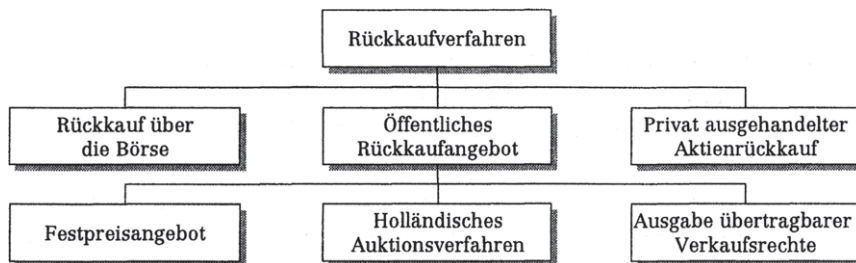 Rückkaufverfahren
Rückkauf über
die Börse
Öffentliches
Rückkaufangebot
Privat ausgehandelter
Aktienrückkauf
Festpreisangebot
Holländisches
Auktionsverfahren
Ausgabe übertragbarer
Verkaufsrechte